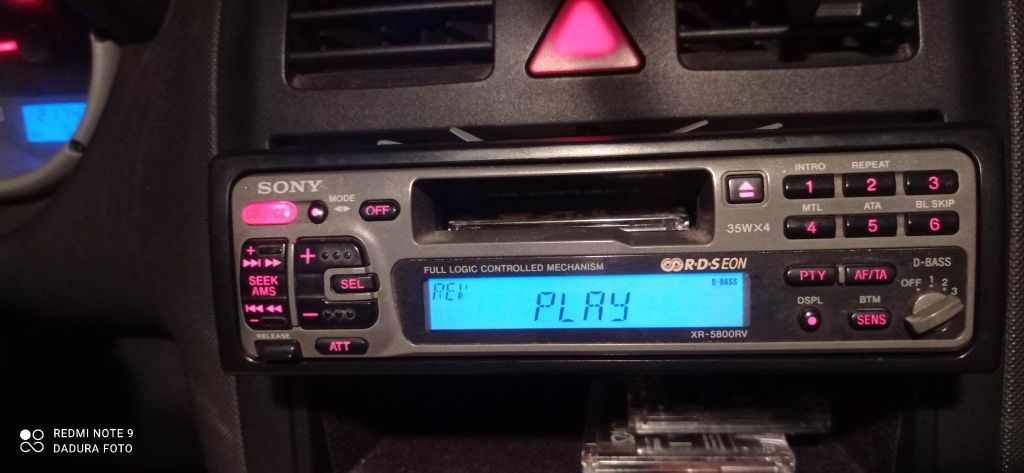 SONY
MODE
OFF
SOURCE
+
SEEK
AMS
-
+
SEL
-
RELEASE
ATT
35W×4
INTRO
REPEAT
1
2
3
MTL
ATA
BL SKIP
4
5
6
FULL LOGIC CONTROLLED MECHANISM
R·D·S EON
REV
PLAY
D-BASS
XR-5800RV
PTY
AF/TA
D-BASS
OFF 1 2 3
DSPL
BTM
SENS
REDMI NOTE 9
DADURA FOTO